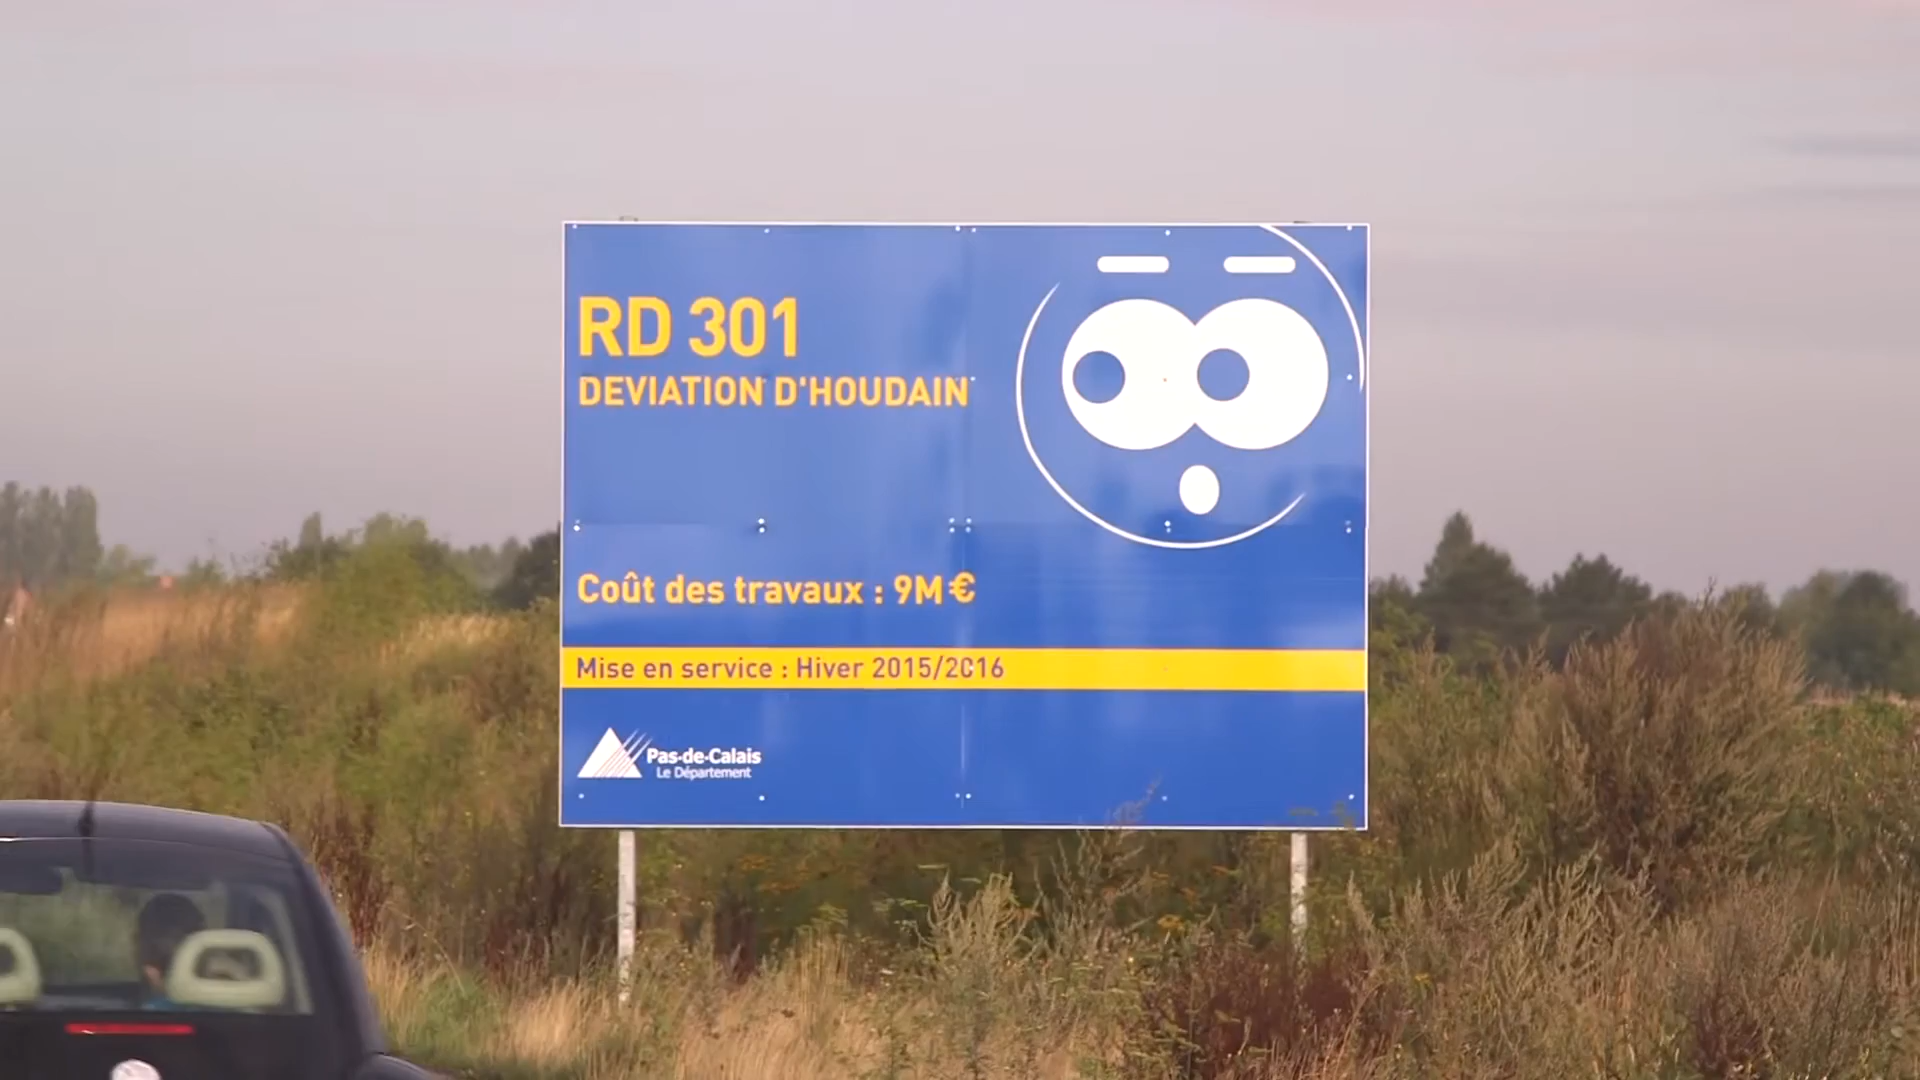 RD 301
DEVIATION D'HOUDAIN
Coût des travaux : 9M€
Mise en service : Hiver 2015/2016
Pas-de-Calais
Le Département